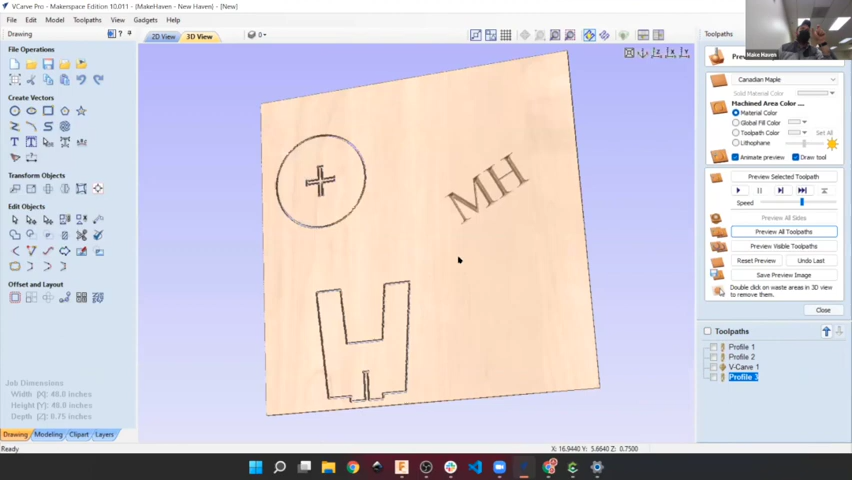 VCarve Pro - Makespace Edition 10.011 - (MakeHaven - New Haven) - [New]
File Edit Model Toolpaths View Gadgets Help
Drawing
2D View 3D View
0
File Operations
Create Vectors
Transform Objects
Edit Objects
Offset and Layout
Job Dimensions
Width (X): 48.0 inches
Height (Y): 48.0 inches
Depth (Z): 0.75 inches
Drawing Modeling Clipart Layers
Ready
MH
Make Haven
Toolpaths
Canadian Maple
Solid Material Color
Machined Area Color ...
Material Color
Global Fill Color
Toolpath Color Set All
Lithophane
Animate preview Draw tool
Preview Selected Toolpath
Speed
Preview All Sides
Preview All Toolpaths
Preview Visible Toolpaths
Reset Preview Undo Last
Save Preview Image
Double click on waste areas in 3D view
to remove them.
Close
Toolpaths
Profile 1
Profile 2
V-Carve 1
Profile 3
X: 16.9440 Y: 5.6640 Z: 0.7500